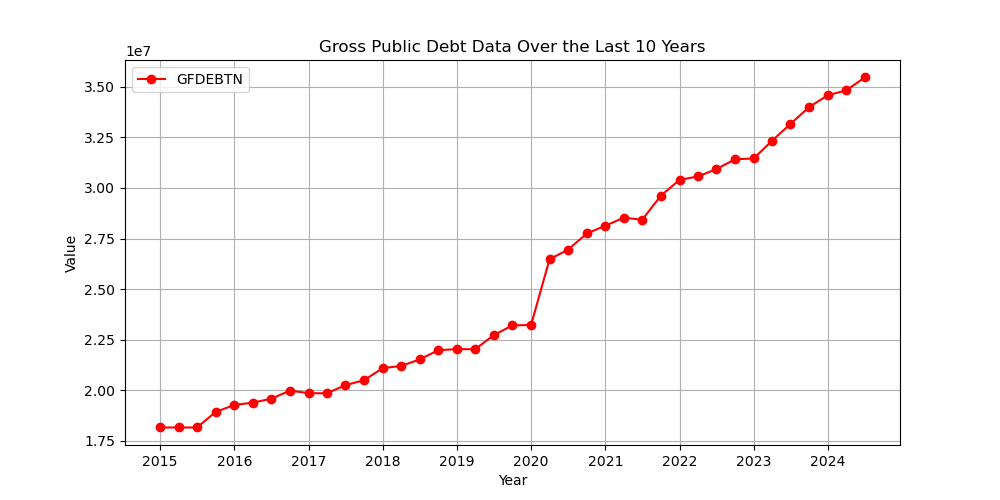 Gross Public Debt Data Over the Last 10 Years
1e7
GFDEBTN
3.50
3.25
3.00
2.75
2.50
2.25
2.00
1.75
Value
2015 2016 2017 2018 2019 2020 2021 2022 2023 2024
Year